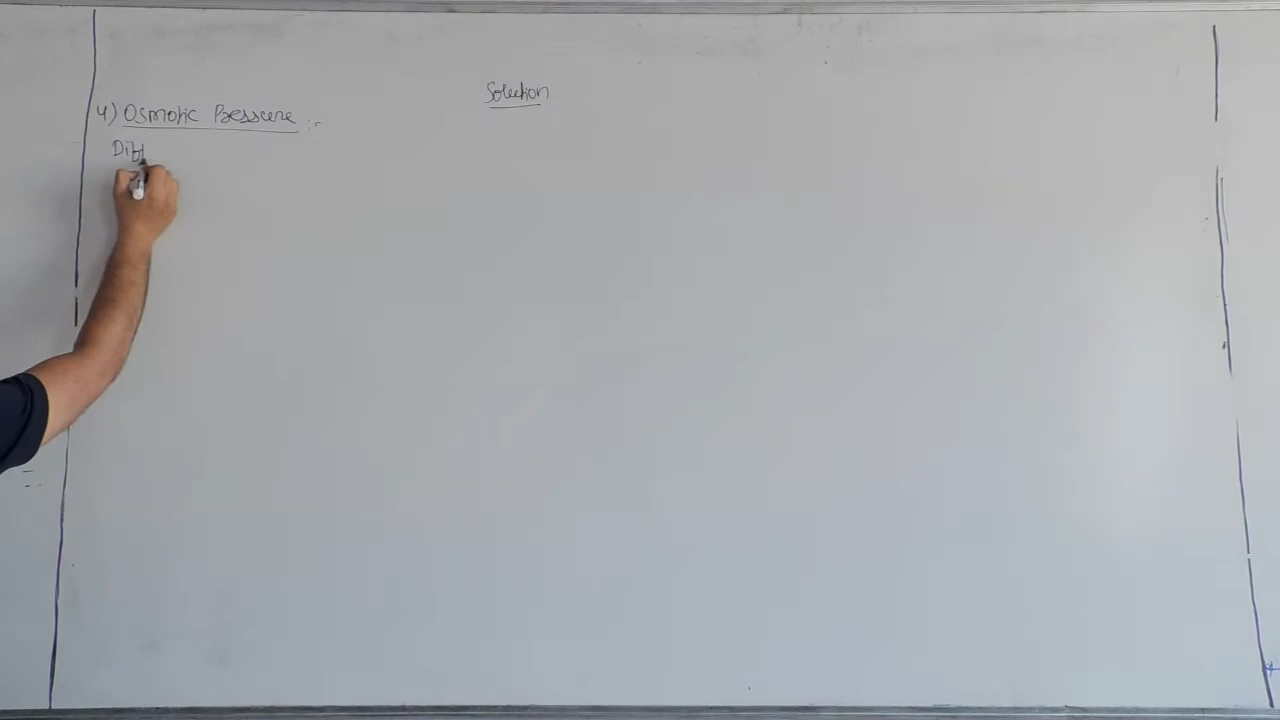 Solution
4) Osmotic Pressure :-
Diff